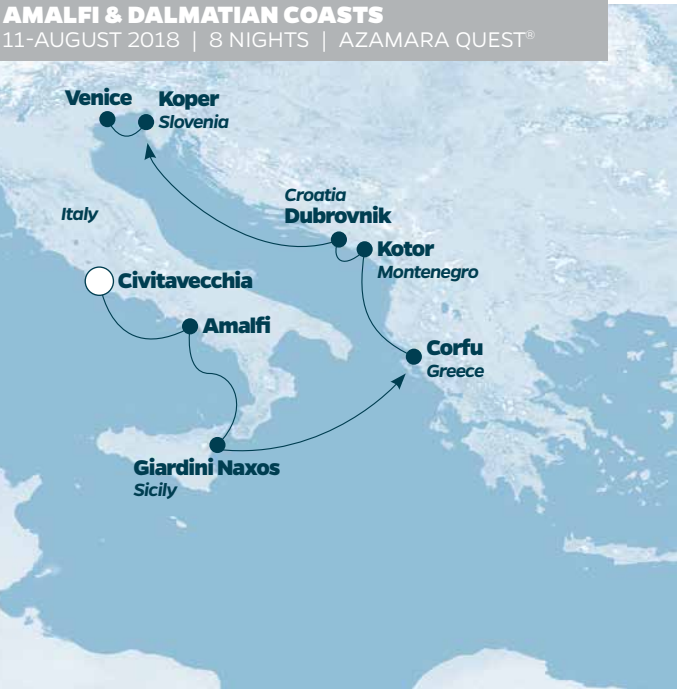 AMALFI & DALMATIAN COASTS
11-AUGUST 2018 | 8 NIGHTS | AZAMARA QUEST®
Venice
Koper
Slovenia
Croatia
Dubrovnik
Italy
Kotor
Montenegro
Civitavecchia
Amalfi
Corfu
Greece
Giardini Naxos
Sicily